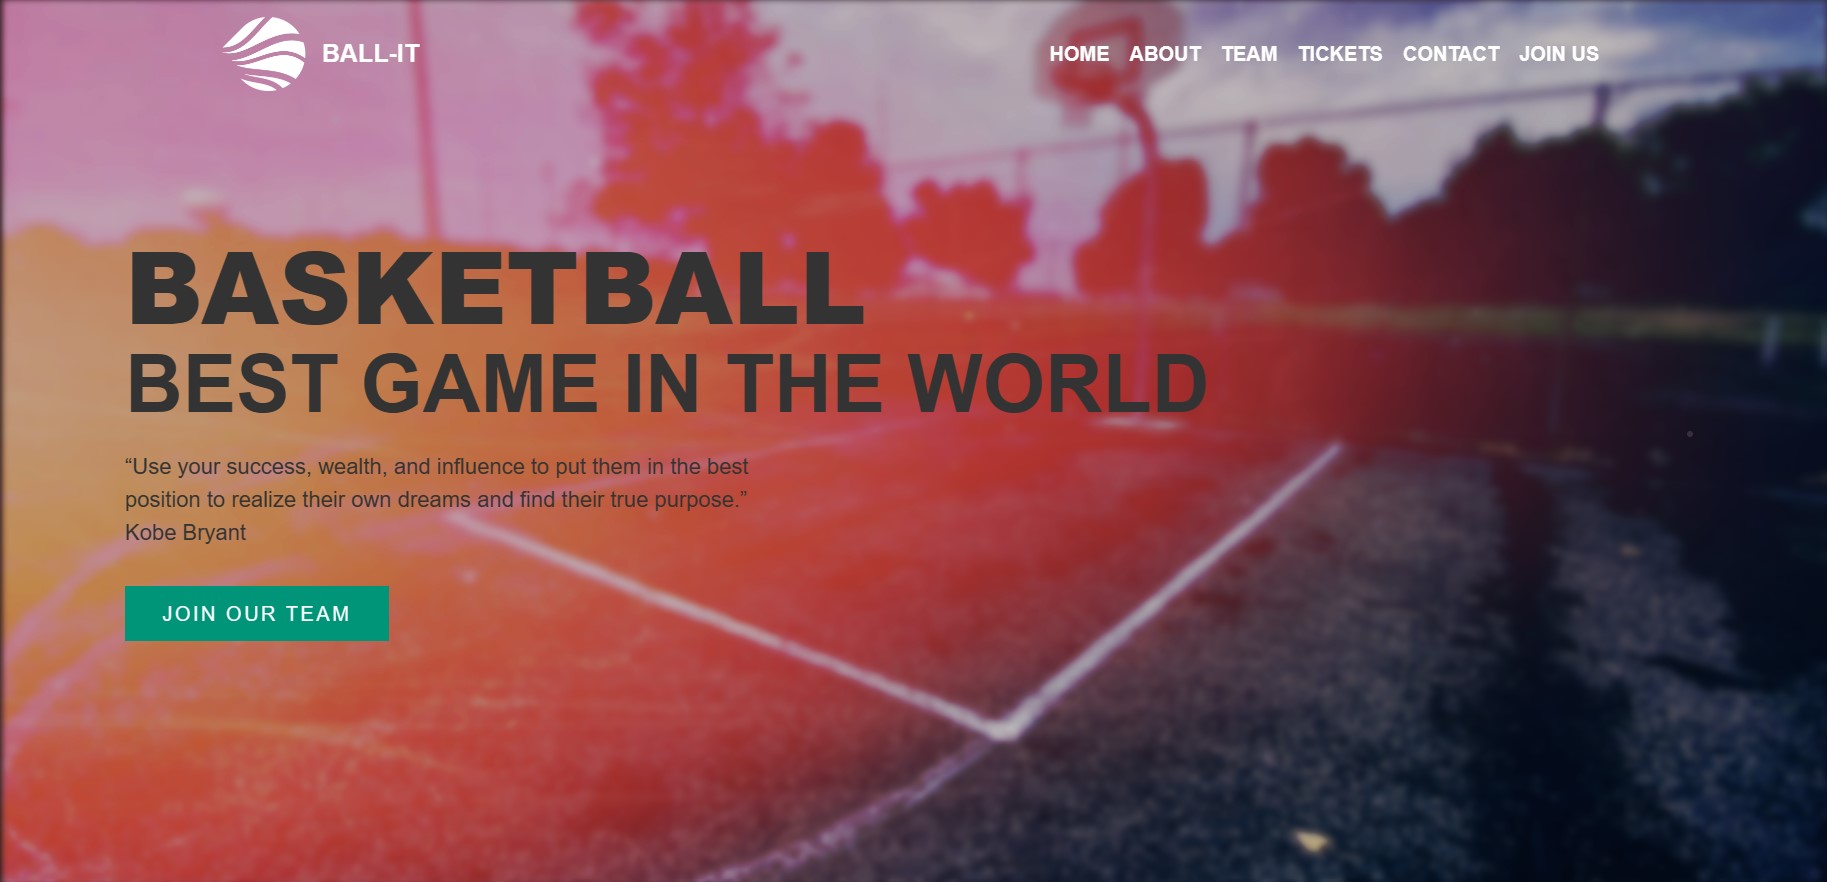 BALL-IT
HOME ABOUT TEAM TICKETS CONTACT JOIN US
BASKETBALL
BEST GAME IN THE WORLD
“Use your success, wealth, and influence to put them in the best
position to realize their own dreams and find their true purpose.”
Kobe Bryant
JOIN OUR TEAM